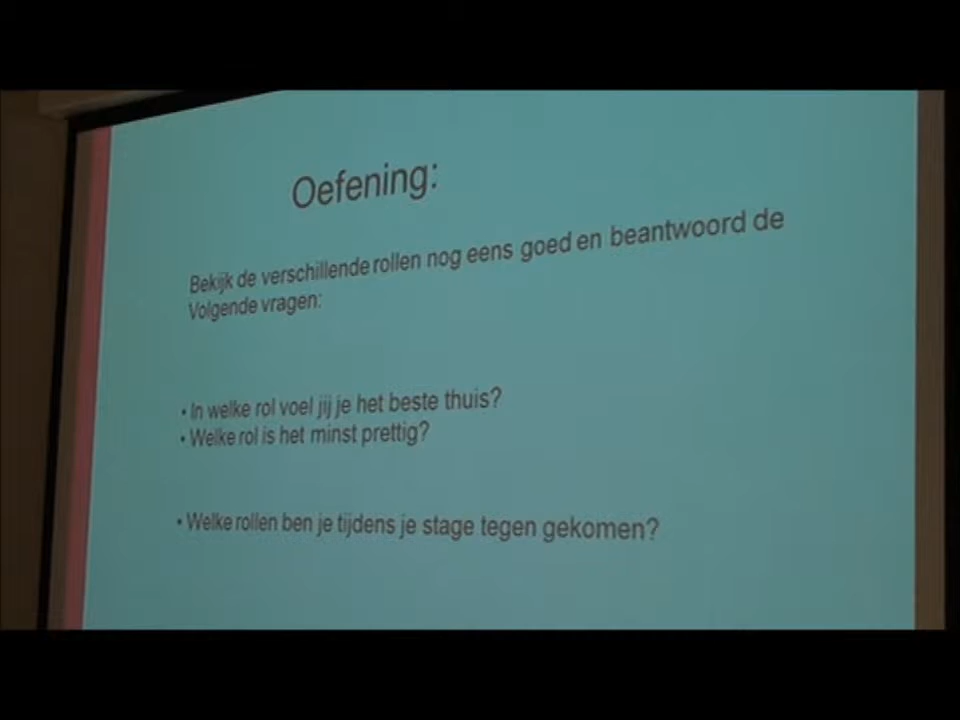 Oefening:
Bekijk de verschillende rollen nog eens goed en beantwoord de
Volgende vragen:
• In welke rol voel jij je het beste thuis?
• Welke rol is het minst prettig?
• Welke rollen ben je tijdens je stage tegen gekomen?